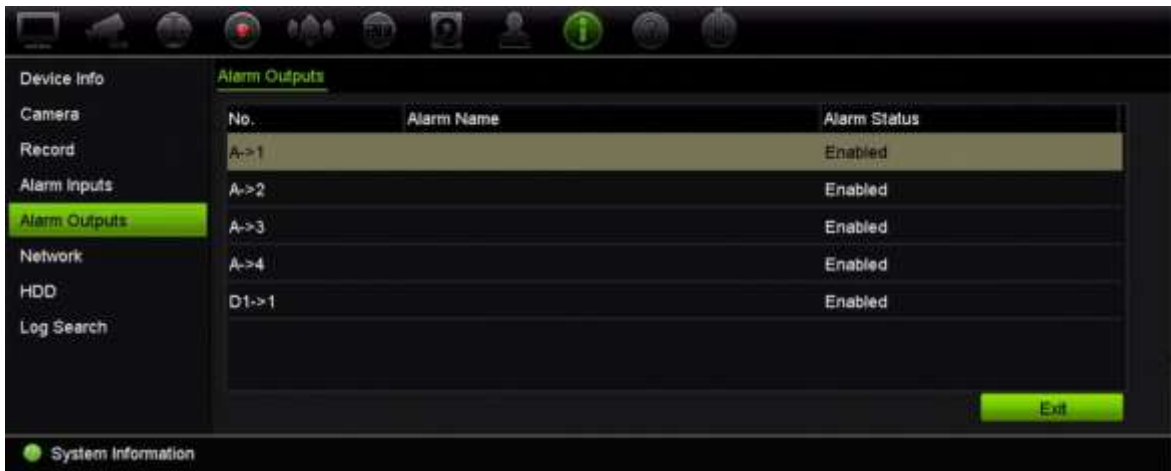 Device Info
Camera
Record
Alarm Inputs
Alarm Outputs
Network
HDD
Log Search
Alarm Outputs
No. Alarm Name Alarm Status
A->1 Enabled
A->2 Enabled
A->3 Enabled
A->4 Enabled
D1->1 Enabled
Exit
System Information